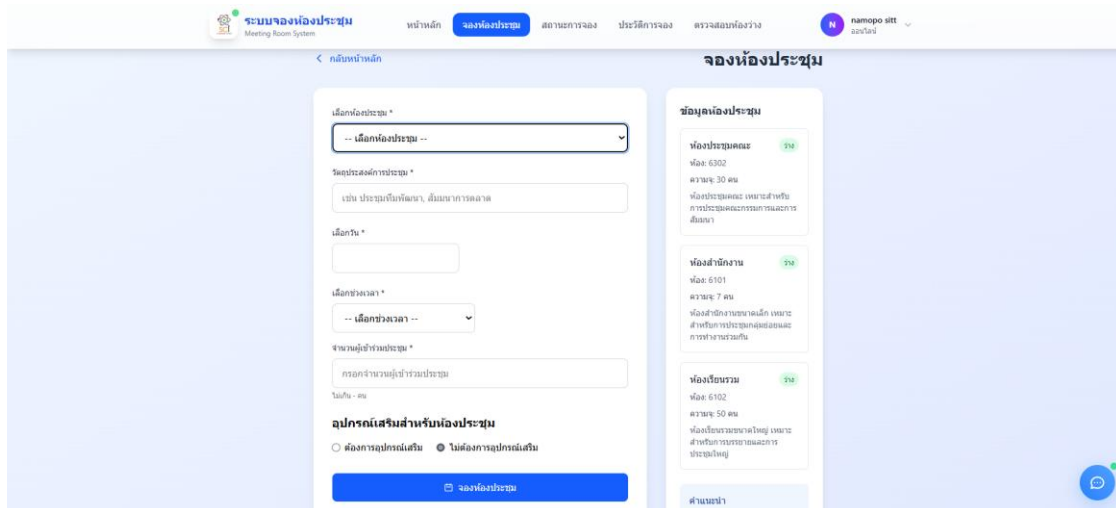 ระบบจองห้องประชุม
Meeting Room System
หน้าหลัก จองห้องประชุม สถานะการจอง ประวัติการจอง ตรวจสอบห้องว่าง
N namopo sitt
ออนไลน์
กลับหน้าหลัก
จองห้องประชุม
เลือกห้องประชุม *
-- เลือกห้องประชุม --
วัตถุประสงค์การประชุม *
เช่น ประชุมทีมพัฒนา, สัมมนาการตลาด
เลือกวัน *
เลือกช่วงเวลา *
-- เลือกช่วงเวลา --
จำนวนผู้เข้าร่วมประชุม *
กรอกจำนวนผู้เข้าร่วมประชุม
ไม่เกิน - คน
อุปกรณ์เสริมสำหรับห้องประชุม
ต้องการอุปกรณ์เสริม ไม่ต้องการอุปกรณ์เสริม
จองห้องประชุม
ข้อมูลห้องประชุม
ห้องประชุมคณะ ว่าง
ห้อง: 6302
ความจุ: 30 คน
ห้องประชุมคณะ เหมาะสำหรับ
การประชุมคณะกรรมการและการ
สัมมนา
ห้องสำนักงาน ว่าง
ห้อง: 6101
ความจุ: 7 คน
ห้องสำนักงานขนาดเล็ก เหมาะ
สำหรับการประชุมกลุ่มย่อยและ
การทำงานร่วมกัน
ห้องเรียนรวม ว่าง
ห้อง: 6102
ความจุ: 50 คน
ห้องเรียนรวมขนาดใหญ่ เหมาะ
สำหรับการบรรยายและการ
ประชุมใหญ่
คำแนะนำ